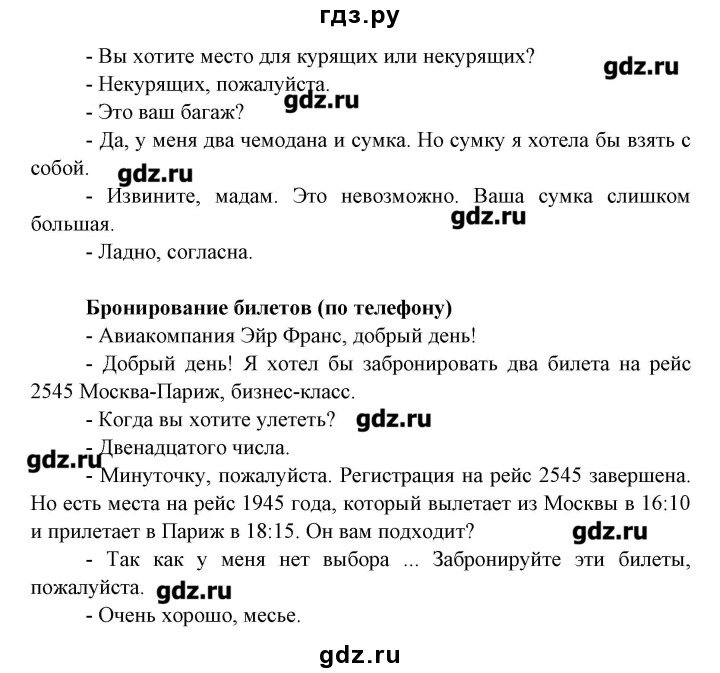 гдз.ру
- Вы хотите место для курящих или некурящих?
gdz.ru
- Некурящих, пожалуйста.
gdz.ru
- Это ваш багаж?
- Да, у меня два чемодана и сумка. Но сумку я хотела бы взять с
собой.
gdz.ru
- Извините, мадам. Это невозможно. Ваша сумка слишком
большая.
gdz.ru
- Ладно, согласна.
Бронирование билетов (по телефону)
- Авиакомпания Эйр Франс, добрый день!
- Добрый день! Я хотел бы забронировать два билета на рейс
2545 Москва-Париж, бизнес-класс.
- Когда вы хотите улететь?
gdz.ru
- Двенадцатого числа.
gdz.ru
- Минуточку, пожалуйста. Регистрация на рейс 2545 завершена.
Но есть места на рейс 1945 года, который вылетает из Москвы в 16:10
и прилетает в Париж в 18:15. Он вам подходит?
gdz.ru
- Так как у меня нет выбора ... Забронируйте эти билеты,
пожалуйста.
gdz.ru
- Очень хорошо, месье.
gdz.ru